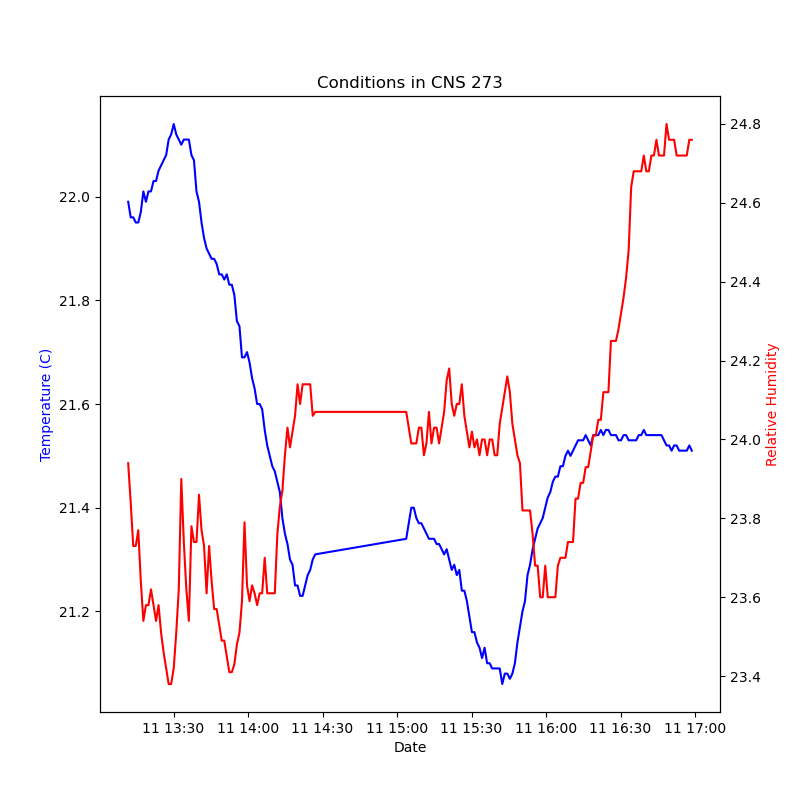 Conditions in CNS 273
22.0
21.8
21.6
21.4
21.2
Temperature (C)
24.8
24.6
24.4
24.2
24.0
23.8
23.6
23.4
Relative Humidity
11 13:30 11 14:00 11 14:30 11 15:00 11 15:30 11 16:00 11 16:30 11 17:00
Date